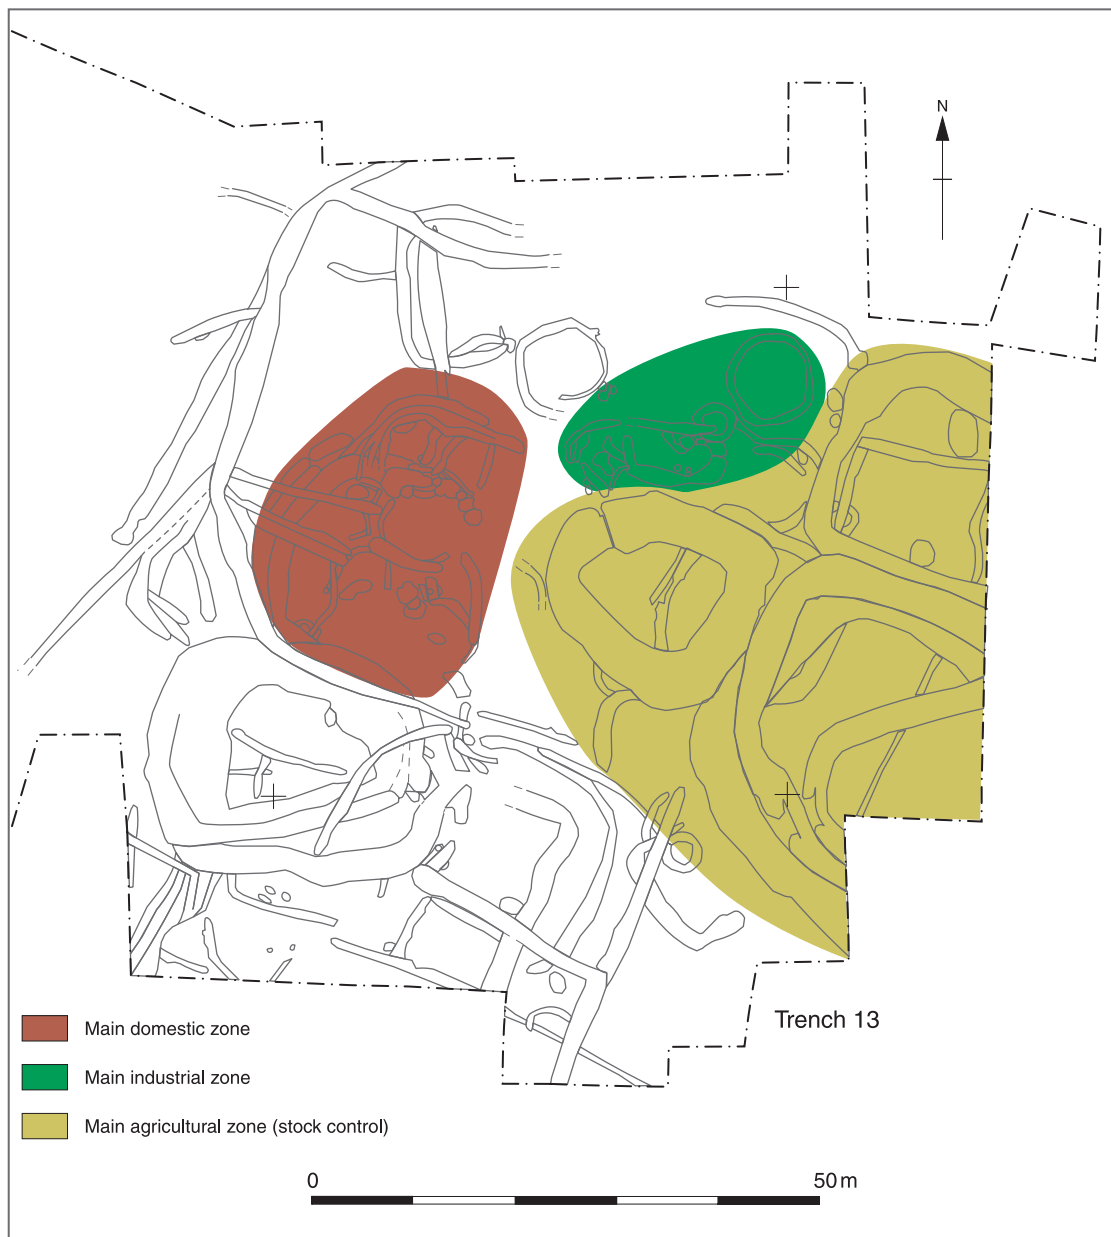 N
Trench 13
Main domestic zone
Main industrial zone
Main agricultural zone (stock control)
0 50 m